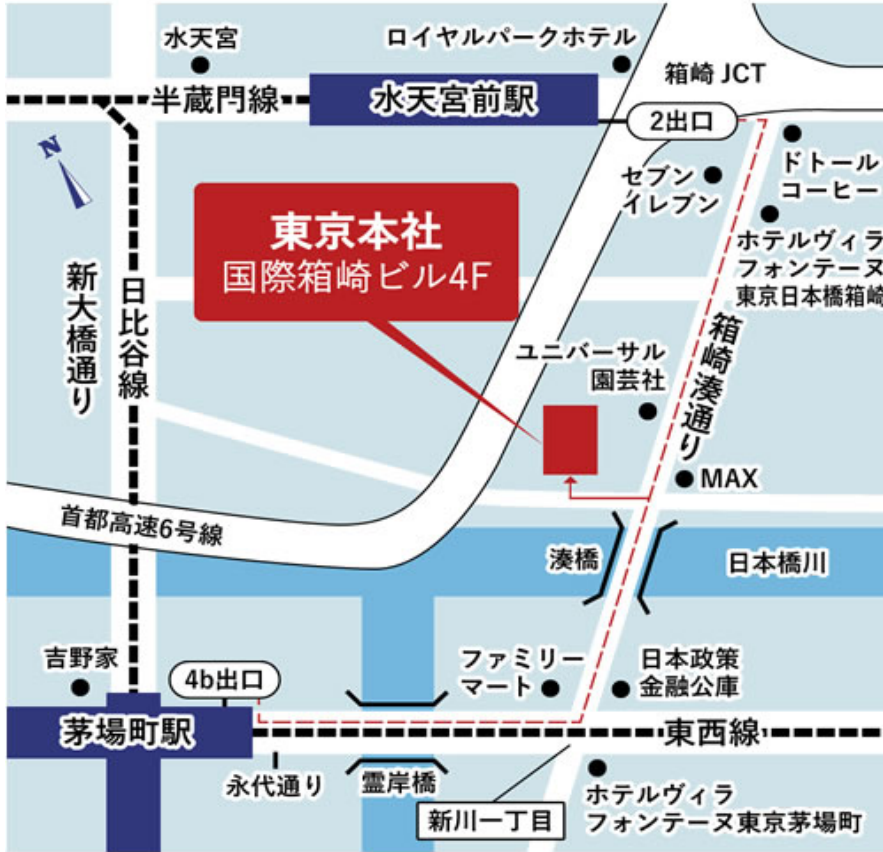 水天宮
ロイヤルパークホテル
箱崎 JCT
半蔵門線
水天宮前駅
2出口
N
セブン
イレブン
ドトール
コーヒー
東京本社
国際箱崎ビル4F
ホテルヴィラ
フォンテーヌ
東京日本橋箱崎
新大橋通り
日比谷線
箱崎湊通り
ユニバーサル
園芸社
MAX
首都高速6号線
湊橋
日本橋川
吉野家
4b出口
ファミリー
マート
日本政策
金融公庫
茅場町駅
東西線
永代通り
霊岸橋
新川一丁目
ホテルヴィラ
フォンテーヌ東京茅場町